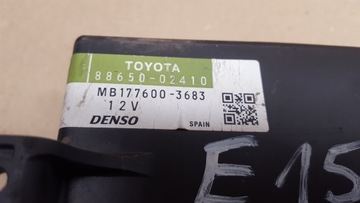 TOYOTA
88650-02410
MB177600-3683
12V
DENSO SPAIN
E15